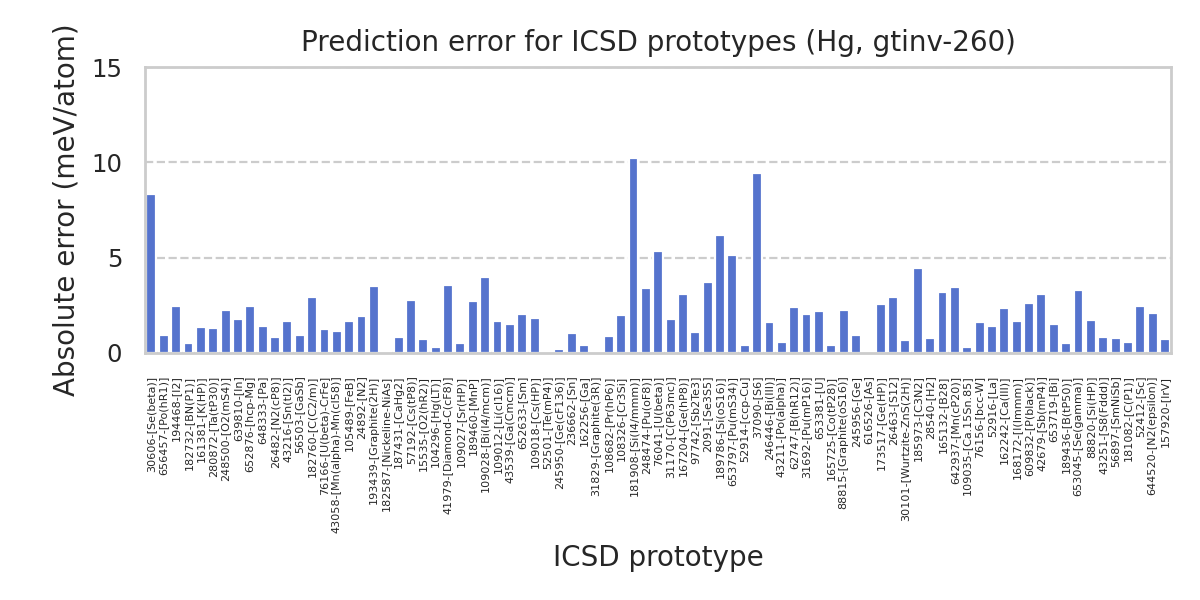 Prediction error for ICSD prototypes (Hg, gtinv-260)
Absolute error (meV/atom)
15
10
5
0
30606-[Se(beta)]
656457-[Po(hR1)]
194468-[I2]
182732-[BN(P1)]
161381-[K(HP)]
280872-[Ta(tP30)]
248500-[O2(mS4)]
639810-[In]
652876-[hcp-Mg]
648333-[Pa]
26482-[N2(cP8)]
43216-[Sn(tI2)]
56503-[GaSb]
182760-[C(C2/m)]
76166-[U(beta)-CrFe]
43058-[Mn(alpha)-Mn(cI58)]
105489-[FeB]
24892-[N2]
193439-[Graphite(2H)]
182587-[Nickeline-NiAs]
187431-[CaHg2]
57192-[Cs(tP8)]
15535-[O2(hR2)]
104296-[Hg(LT)]
41979-[Diamond-C(cF8)]
109027-[Sr(HP)]
189460-[MnP]
109028-[Bi(I4/mcm)]
109012-[Li(cI16)]
43539-[Ga(Cmcm)]
652633-[Sm]
109018-[Cs(HP)]
52501-[Te(mP4)]
245950-[Ge(cF136)]
236662-[Sn]
162256-[Ga]
31829-[Graphite(3R)]
108682-[Pr(hP6)]
108326-[Cr3Si]
181908-[Si(I4/mmm)]
248474-[Pu(oF8)]
76041-[U(beta)]
31170-[C(P63mc)]
167204-[Ge(hP8)]
97742-[Sb2Te3]
2091-[Se3S5]
189786-[Si(oS16)]
653797-[Pu(mS34)]
52914-[ccp-Cu]
37090-[S6]
246446-[Bi(III)]
43211-[Po(alpha)]
62747-[B(hR12)]
31692-[Pu(mP16)]
653381-[U]
165725-[Co(tP28)]
88815-[Graphite(oS16)]
245956-[Ge]
616526-[As]
173517-[Ge(HP)]
26463-[S12]
30101-[Wurtzite-ZnS(2H)]
185973-[C3N2]
28540-[H2]
165132-[B28]
642937-[Mn(cP20)]
109035-[Ca.15Sn.85]
76156-[bcc-W]
52916-[La]
162242-[Ca(III)]
168172-[I(Immm)]
609832-[P(black)]
42679-[Sb(mP4)]
653719-[Bi]
189436-[B(tP50)]
653045-[Se(gamma)]
88820-[Si(HP)]
43251-[S8(Fddd)]
56897-[SmNiSb]
181082-[C(P1)]
52412-[Sc]
644520-[N2(epsilon)]
157920-[IrV]
ICSD prototype